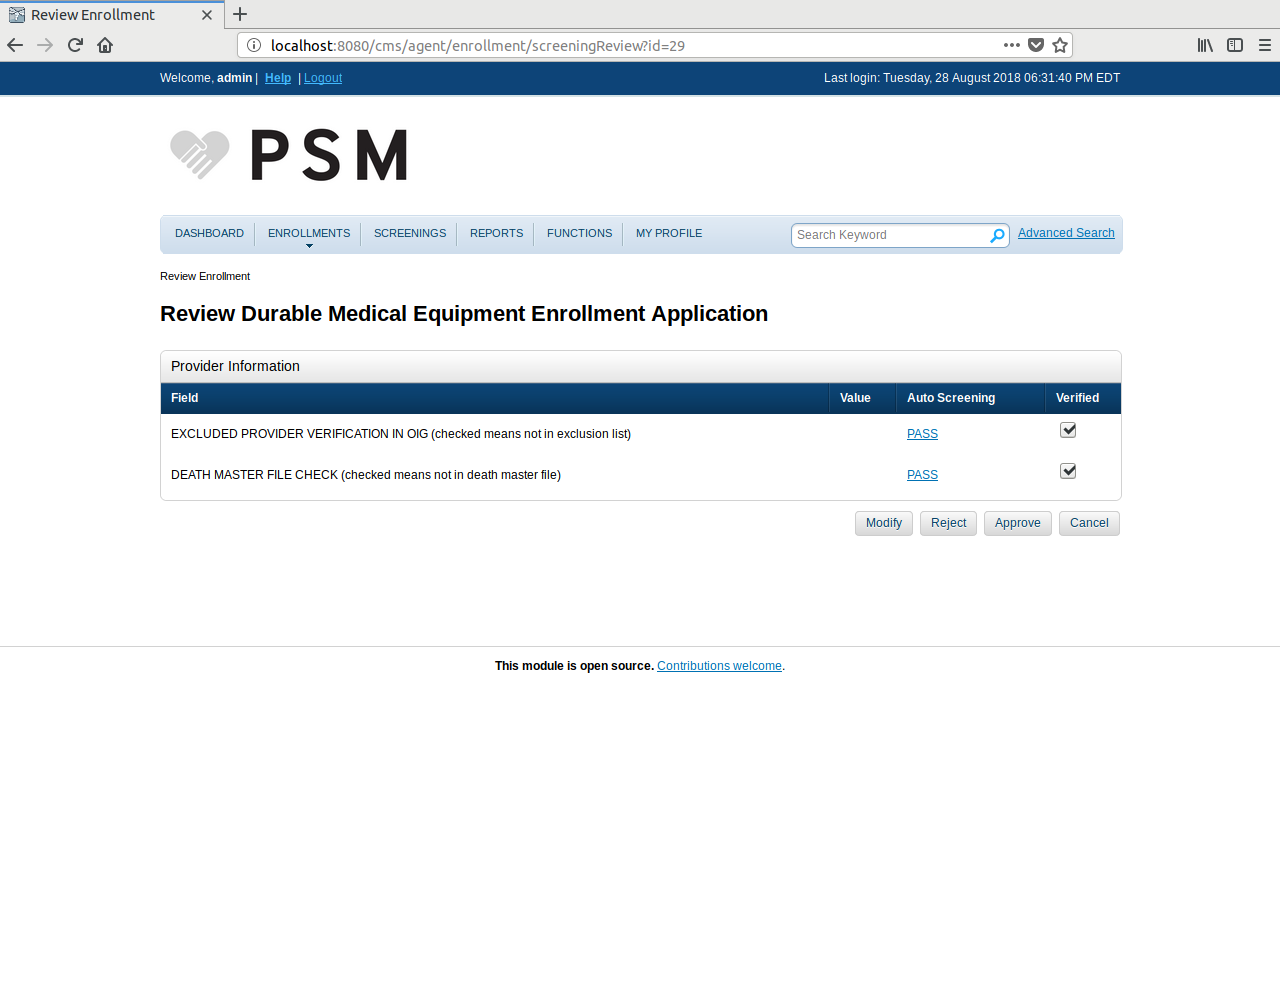 Review Enrollment
localhost:8080/cms/agent/enrollment/screeningReview?id=29
Welcome, admin | Help | Logout
Last login: Tuesday, 28 August 2018 06:31:40 PM EDT
PSM
DASHBOARD ENROLLMENTS SCREENINGS REPORTS FUNCTIONS MY PROFILE
Search Keyword
Advanced Search
Review Enrollment
Review Durable Medical Equipment Enrollment Application
Provider Information
Field Value Auto Screening Verified
EXCLUDED PROVIDER VERIFICATION IN OIG (checked means not in exclusion list) PASS
DEATH MASTER FILE CHECK (checked means not in death master file) PASS
Modify Reject Approve Cancel
This module is open source. Contributions welcome.